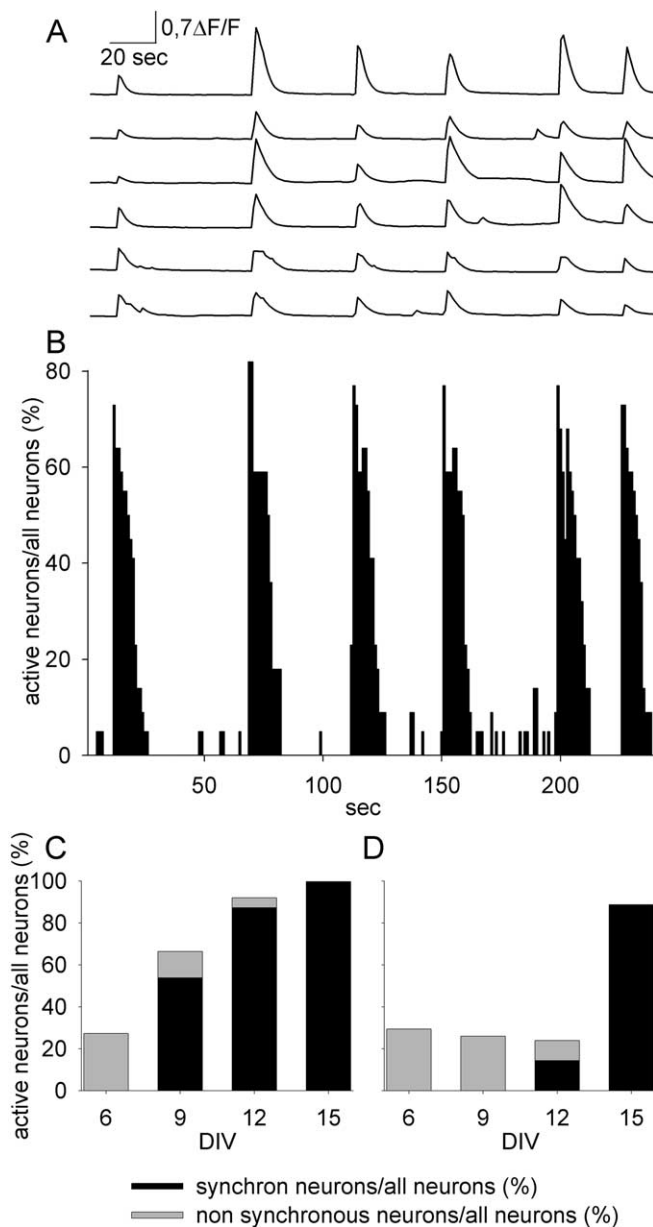 A
0,7ΔF/F
20 sec
B
active neurons/all neurons (%)
80
60
40
20
0
50
100
150
200
sec
C
D
active neurons/all neurons (%)
100
80
60
40
20
0
6
9
12
15
6
9
12
15
DIV
DIV
synchron neurons/all neurons (%)
non synchronous neurons/all neurons (%)